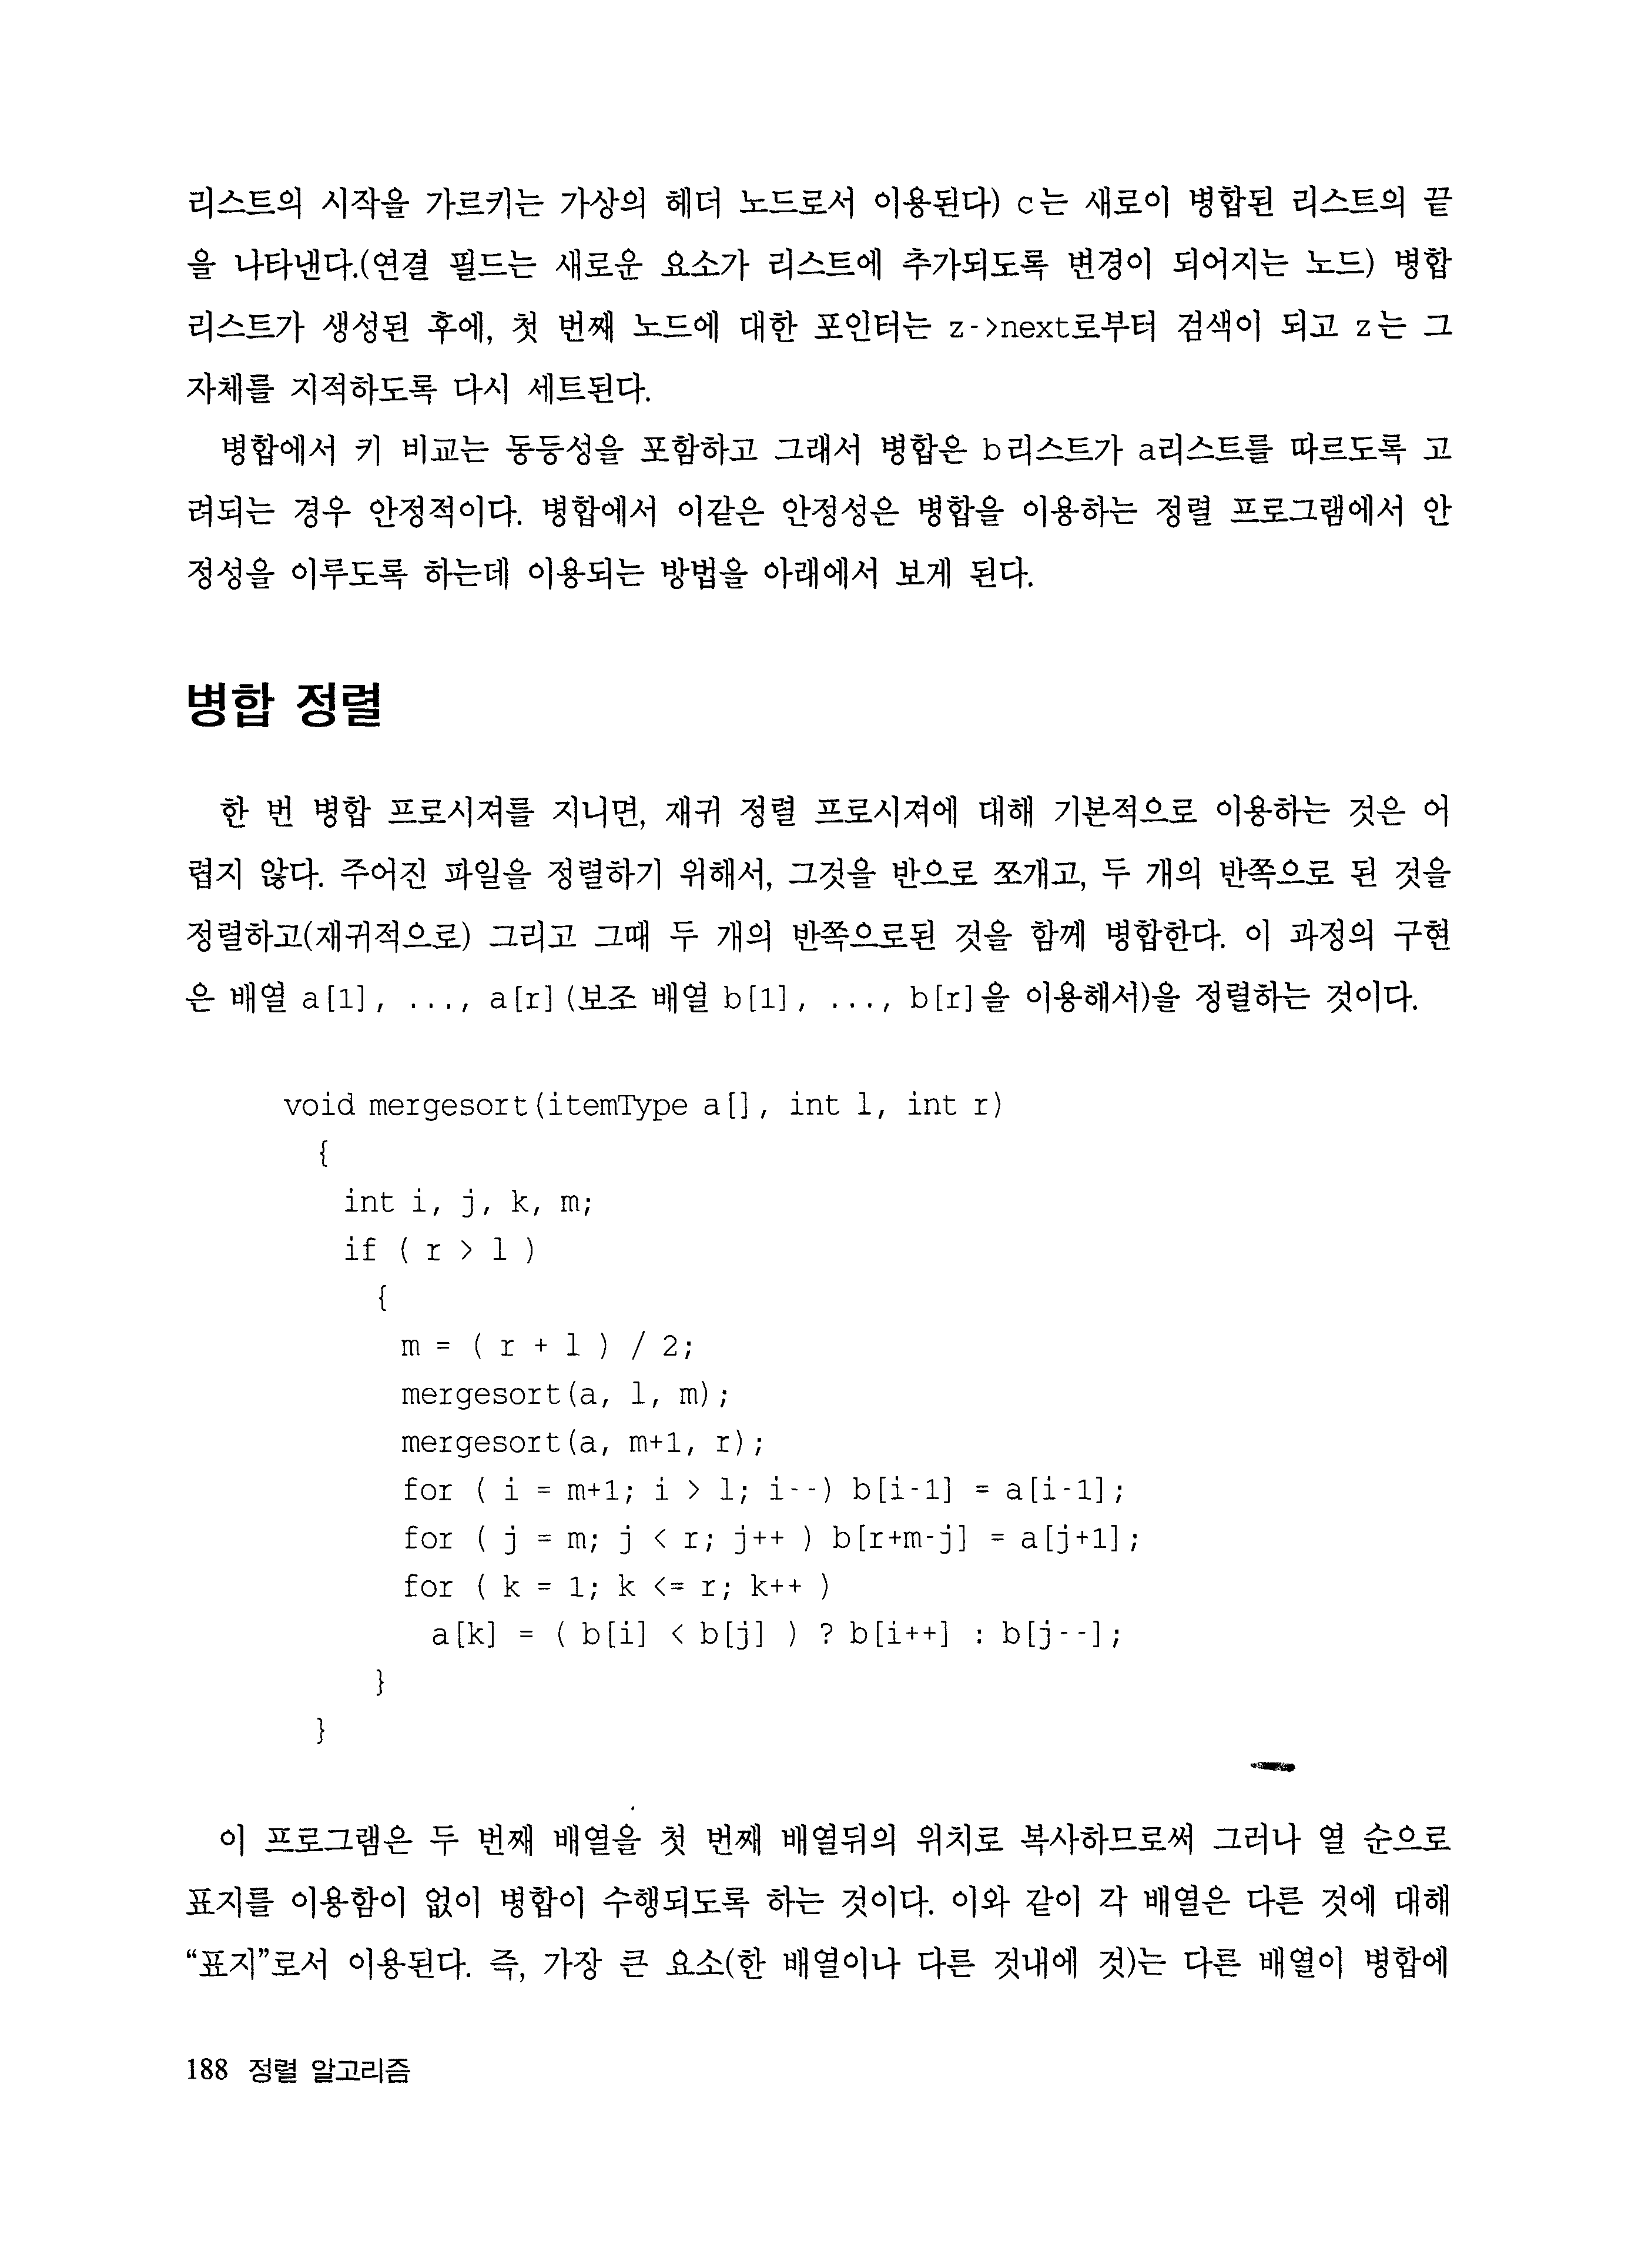 리스트의 시작을 가르키는 가상의 헤더 노드로서 이용된다) c는 새로이 병합된 리스트의 끝
을 나타낸다.(연결 필드는 새로운 요소가 리스트에 추가되도록 변경이 되어지는 노드) 병합
리스트가 생성된 후에, 첫 번째 노드에 대한 포인터는 z->next로부터 검색이 되고 z는 그
자체를 지적하도록 다시 세트된다.
병합에서 키 비교는 동등성을 포함하고 그래서 병합은 b리스트가 a리스트를 따르도록 고
려되는 경우 안정적이다. 병합에서 이같은 안정성은 병합을 이용하는 정렬 프로그램에서 안
정성을 이루도록 하는데 이용되는 방법을 아래에서 보게 된다.
병합 정렬
한 번 병합 프로시져를 지니면, 재귀 정렬 프로시져에 대해 기본적으로 이용하는 것은 어
렵지 않다. 주어진 파일을 정렬하기 위해서, 그것을 반으로 쪼개고, 두 개의 반쪽으로 된 것을
정렬하고(재귀적으로) 그리고 그때 두 개의 반쪽으로된 것을 함께 병합한다. 이 과정의 구현
은 배열 a[1], ..., a[r](보조 배열 b[1], ..., b[r]을 이용해서)을 정렬하는 것이다.
void mergesort(itemType a[], int l, int r)
{
int i, j, k, m;
if ( r > l )
{
m = ( r + l ) / 2;
mergesort(a, l, m);
mergesort(a, m+1, r);
for ( i = m+1; i > l; i--) b[i-1] = a[i-1];
for ( j = m; j < r; j++ ) b[r+m-j] = a[j+1];
for ( k = 1; k <= r; k++ )
a[k] = ( b[i] < b[j] ) ? b[i++] : b[j--];
}
}
이 프로그램은 두 번째 배열을 첫 번째 배열뒤의 위치로 복사하므로써 그러나 열 순으로
표지를 이용함이 없이 병합이 수행되도록 하는 것이다. 이와 같이 각 배열은 다른 것에 대해
“표지”로서 이용된다. 즉, 가장 큰 요소(한 배열이나 다른 것내에 것)는 다른 배열이 병합에
188 정렬 알고리즘